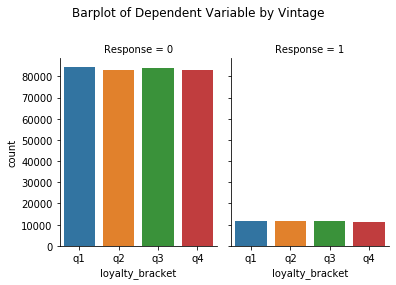 Barplot of Dependent Variable by Vintage
Response = 0
Response = 1
count
80000
70000
60000
50000
40000
30000
20000
10000
0
q1 q2 q3 q4
q1 q2 q3 q4
loyalty_bracket
loyalty_bracket